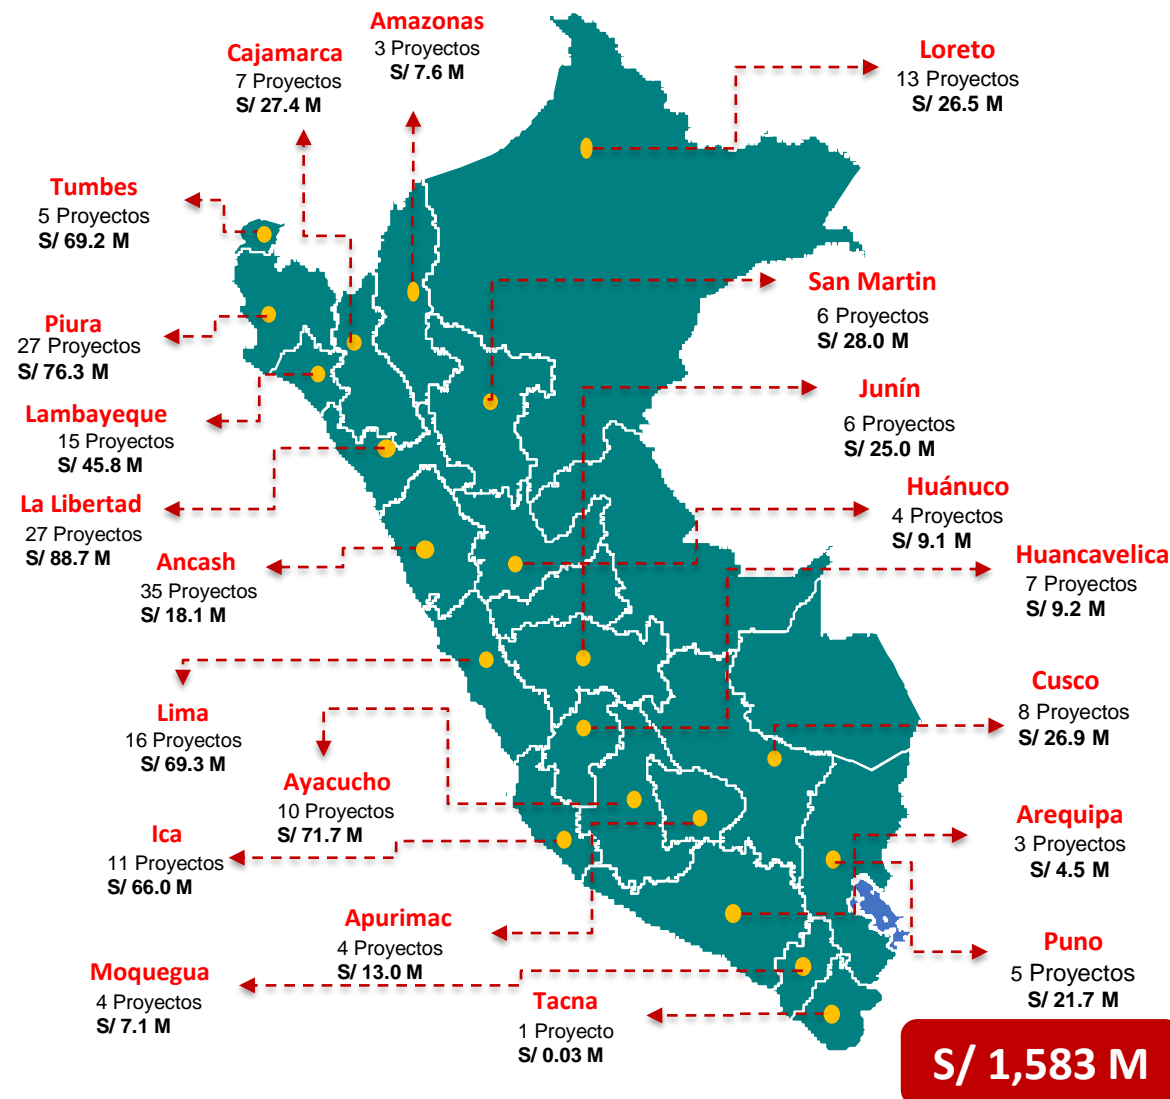 Amazonas
3 Proyectos
S/ 7.6 M
Cajamarca
7 Proyectos
S/ 27.4 M
Loreto
13 Proyectos
S/ 26.5 M
Tumbes
5 Proyectos
S/ 69.2 M
San Martin
6 Proyectos
S/ 28.0 M
Piura
27 Proyectos
S/ 76.3 M
Junín
6 Proyectos
S/ 25.0 M
Lambayeque
15 Proyectos
S/ 45.8 M
Huánuco
4 Proyectos
S/ 9.1 M
La Libertad
27 Proyectos
S/ 88.7 M
Huancavelica
7 Proyectos
S/ 9.2 M
Ancash
35 Proyectos
S/ 18.1 M
Cusco
8 Proyectos
S/ 26.9 M
Lima
16 Proyectos
S/ 69.3 M
Ayacucho
10 Proyectos
S/ 71.7 M
Arequipa
3 Proyectos
S/ 4.5 M
Ica
11 Proyectos
S/ 66.0 M
Apurimac
4 Proyectos
S/ 13.0 M
Puno
5 Proyectos
S/ 21.7 M
Moquegua
4 Proyectos
S/ 7.1 M
Tacna
1 Proyecto
S/ 0.03 M
S/ 1,583 M